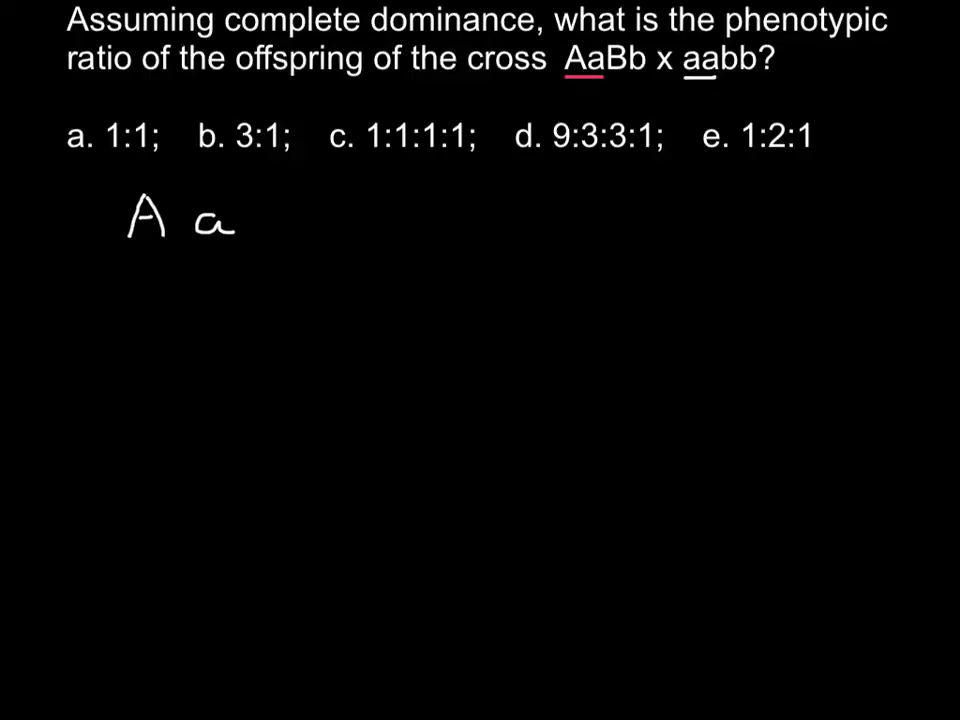 Assuming complete dominance, what is the phenotypic
ratio of the offspring of the cross AaBb x aabb?
a. 1:1; b. 3:1; c. 1:1:1:1; d. 9:3:3:1; e. 1:2:1
A a